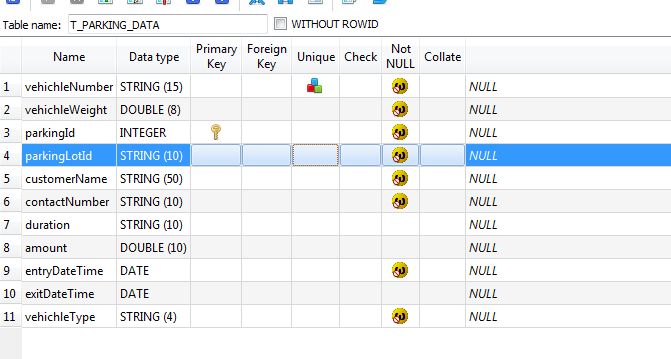 Table name: T_PARKING_DATA WITHOUT ROWID
Name Data type Primary Key Foreign Key Unique Check Not NULL Collate
1 vehichleNumber STRING (15) NULL
2 vehichleWeight DOUBLE (8) NULL
3 parkingId INTEGER NULL
4 parkingLotId STRING (10) NULL
5 customerName STRING (50) NULL
6 contactNumber STRING (10) NULL
7 duration STRING (10) NULL
8 amount DOUBLE (10) NULL
9 entryDateTime DATE NULL
10 exitDateTime DATE NULL
11 vehichleType STRING (4) NULL